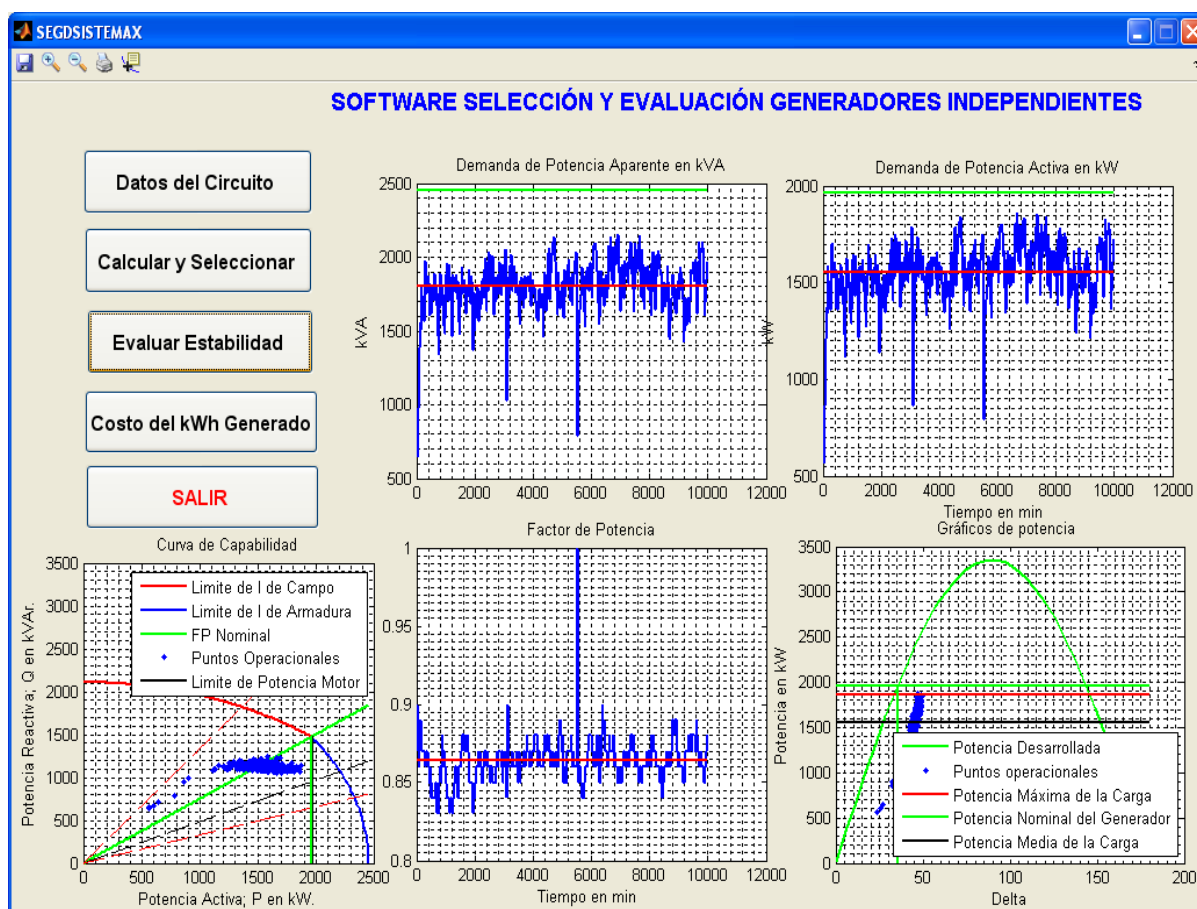 SEGDSISTEMAX
SOFTWARE SELECCIÓN Y EVALUACIÓN GENERADORES INDEPENDIENTES
Datos del Circuito
Calcular y Seleccionar
Evaluar Estabilidad
Costo del kWh Generado
SALIR
Demanda de Potencia Aparente en kVA
2500
2000
1500
1000
500
kVA
0 2000 4000 6000 8000 10000 12000
Demanda de Potencia Activa en kW
2000
1500
1000
500
kW
0 2000 4000 6000 8000 10000 12000
Tiempo en min
Curva de Capabilidad
3500
3000
2500
2000
1500
1000
500
0
Potencia Reactiva; Q en kVAr.
Limite de I de Campo
Limite de I de Armadura
FP Nominal
Puntos Operacionales
Limite de Potencia Motor
0 500 1000 1500 2000 2500
Potencia Activa; P en kW.
Factor de Potencia
1
0.95
0.9
0.85
0.8
0 2000 4000 6000 8000 10000 12000
Tiempo en min
Gráficos de potencia
3500
3000
2500
2000
1500
1000
500
0
Potencia en kW
Potencia Desarrollada
Puntos operacionales
Potencia Máxima de la Carga
Potencia Nominal del Generador
Potencia Media de la Carga
0 50 100 150 200
Delta